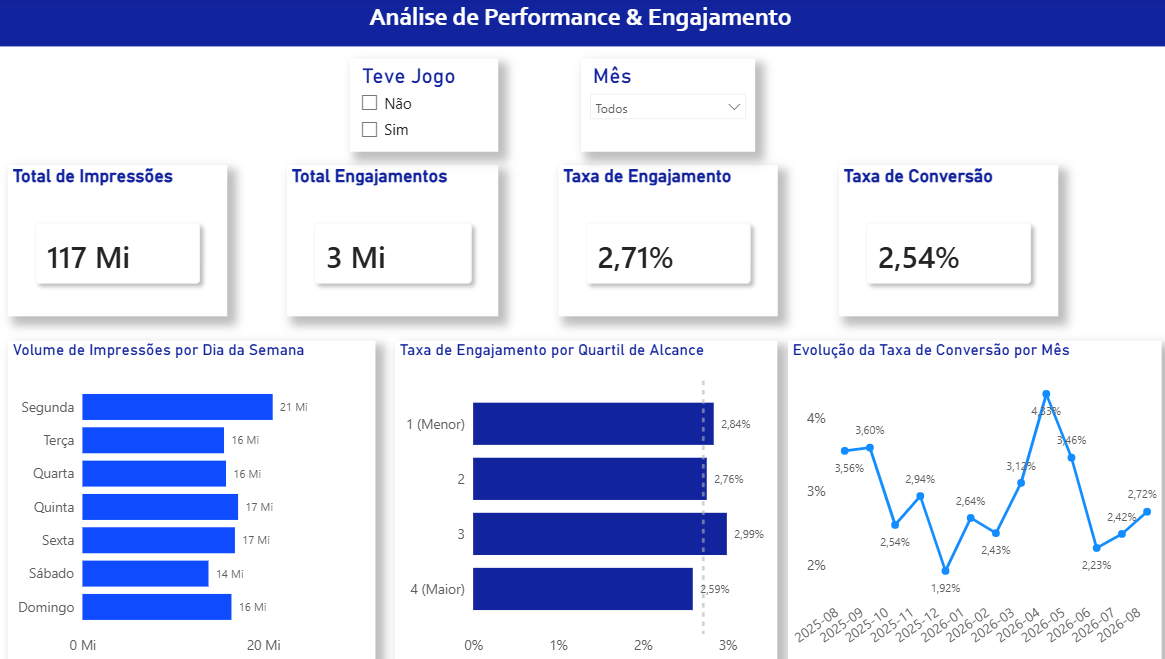 Análise de Performance & Engajamento
Teve Jogo
Não
Sim
Mês
Todos
Total de Impressões
117 Mi
Total Engajamentos
3 Mi
Taxa de Engajamento
2,71%
Taxa de Conversão
2,54%
Volume de Impressões por Dia da Semana
Segunda 21 Mi
Terça 16 Mi
Quarta 16 Mi
Quinta 17 Mi
Sexta 17 Mi
Sábado 14 Mi
Domingo 16 Mi
0 Mi 20 Mi
Taxa de Engajamento por Quartil de Alcance
1 (Menor) 2,84%
2 2,76%
3 2,99%
4 (Maior) 2,59%
0% 1% 2% 3%
Evolução da Taxa de Conversão por Mês
4%
3%
2%
3,56%
3,60%
2,54%
2,94%
1,92%
2,64%
2,43%
3,12%
4,33%
3,46%
2,23%
2,42%
2,72%
2025-08
2025-09
2025-10
2025-11
2025-12
2026-01
2026-02
2026-03
2026-04
2026-05
2026-06
2026-07
2026-08